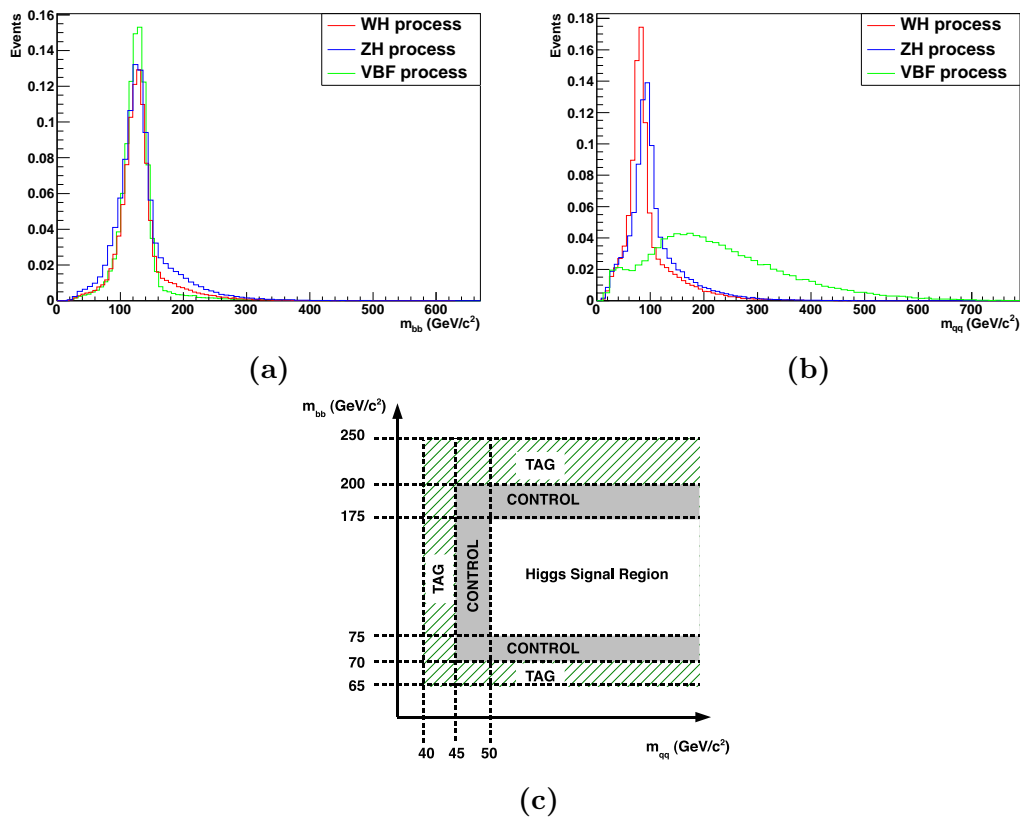 Events
0.16
0.14
0.12
0.1
0.08
0.06
0.04
0.02
0
WH process
ZH process
VBF process
0 100 200 300 400 500 600
m_bb (GeV/c²)
(a)
Events
0.18
0.16
0.14
0.12
0.1
0.08
0.06
0.04
0.02
0
WH process
ZH process
VBF process
0 100 200 300 400 500 600 700
m_qq (GeV/c²)
(b)
m_bb (GeV/c²)
250
TAG
200
CONTROL
175
TAG
CONTROL
Higgs Signal Region
75
CONTROL
70
TAG
65
40 45 50
m_qq (GeV/c²)
(c)